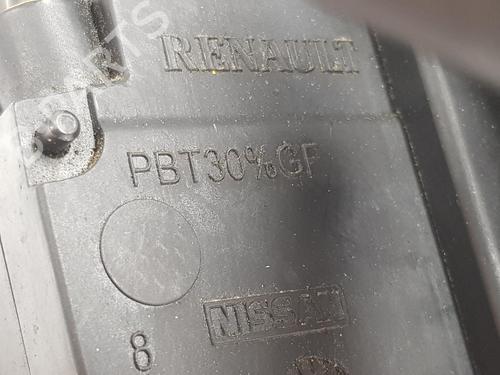 RENAULT
PBT30%GF
NISSAN
8